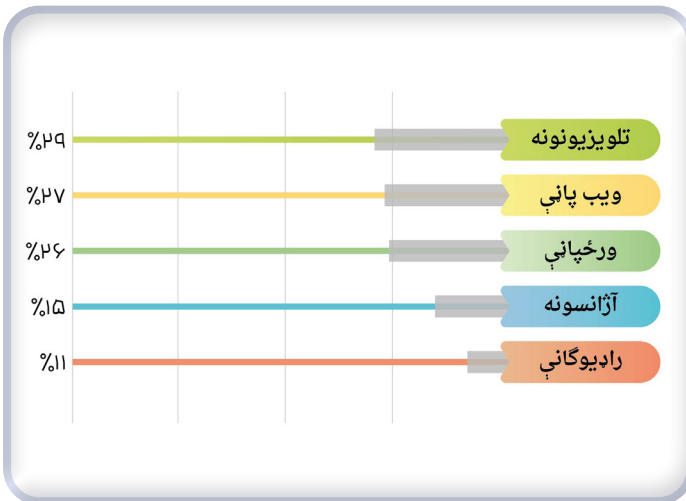 تلویزیونونه %۲۹
ویب پاڼې %۲۷
ورځپاڼې %۲۶
آژانسونه %۱۵
راډیوګانې %۱۱